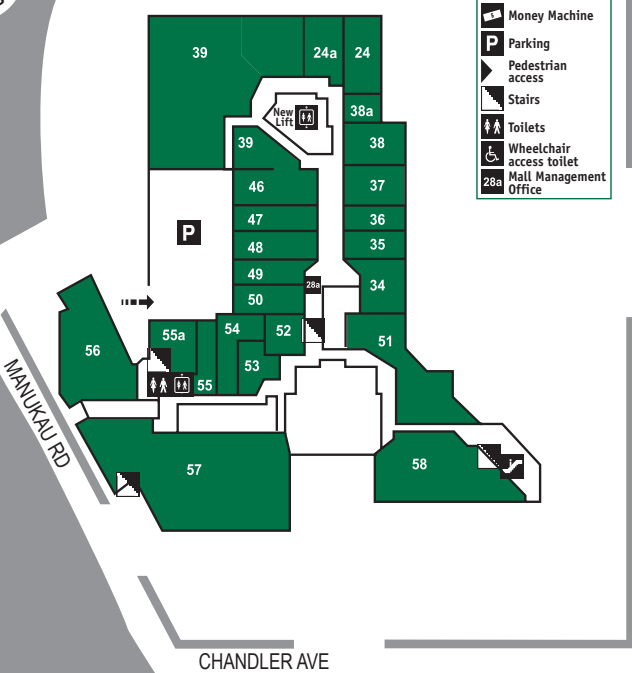 $
Money Machine
P
Parking
Pedestrian
access
Stairs
Toilets
Wheelchair
access toilet
28a
Mall Management
Office
39
24a
24
38a
New
Lift
39
38
46
37
47
36
48
35
P
49
34
28a
50
55a
54
52
51
56
53
55
MANUKAU RD
57
58
CHANDLER AVE